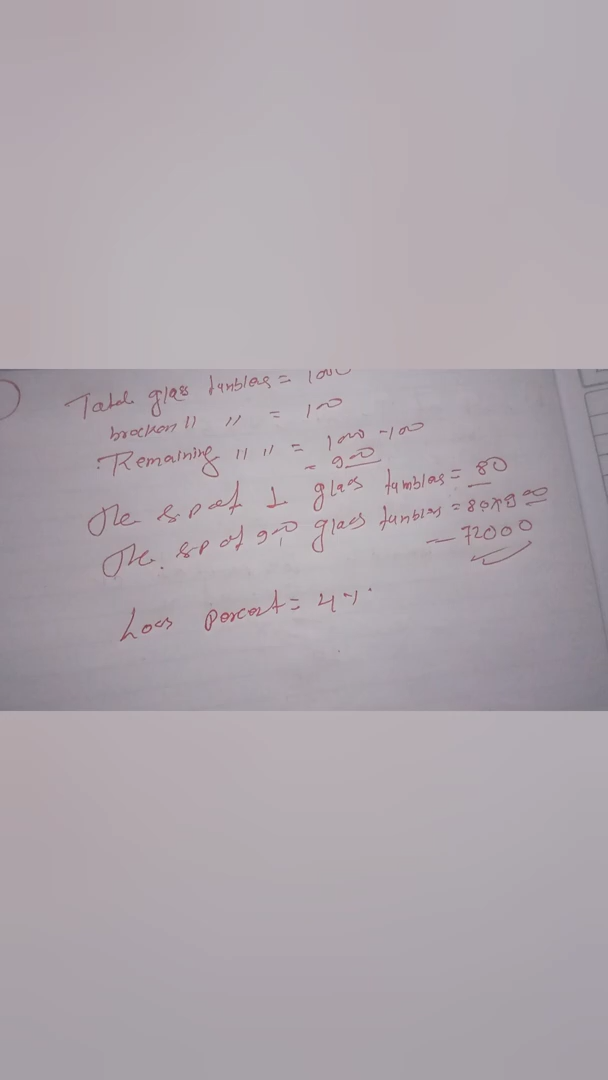 Total glass tumblers = 1000
brocken '' '' = 100
:Remaining '' '' = 1000 - 100
= 900
The S.P of 1 glass tumblers = 80
The. S.P of 900 glass tumblers = 80×900
= 72000
Loss percent = 4%.